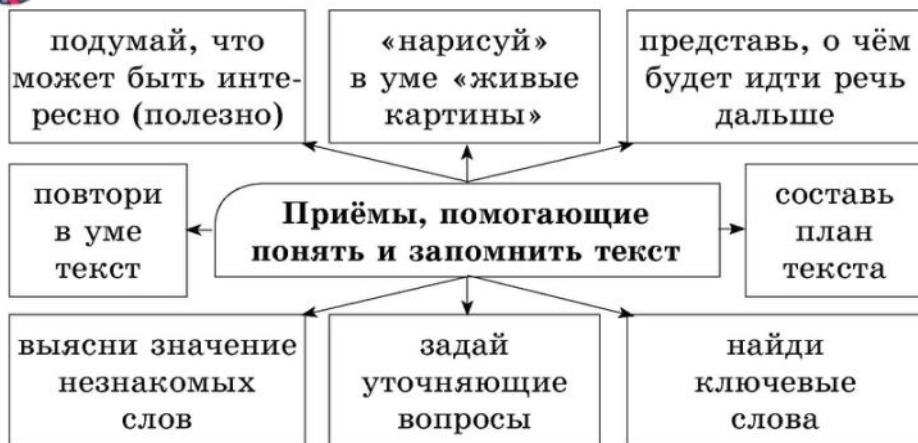 подумай, что
может быть инте-
ресно (полезно)
«нарисуй»
в уме «живые
картины»
представь, о чём
будет идти речь
дальше
повтори
в уме
текст
Приёмы, помогающие
понять и запомнить текст
составь
план
текста
выясни значение
незнакомых
слов
задай
уточняющие
вопросы
найди
ключевые
слова